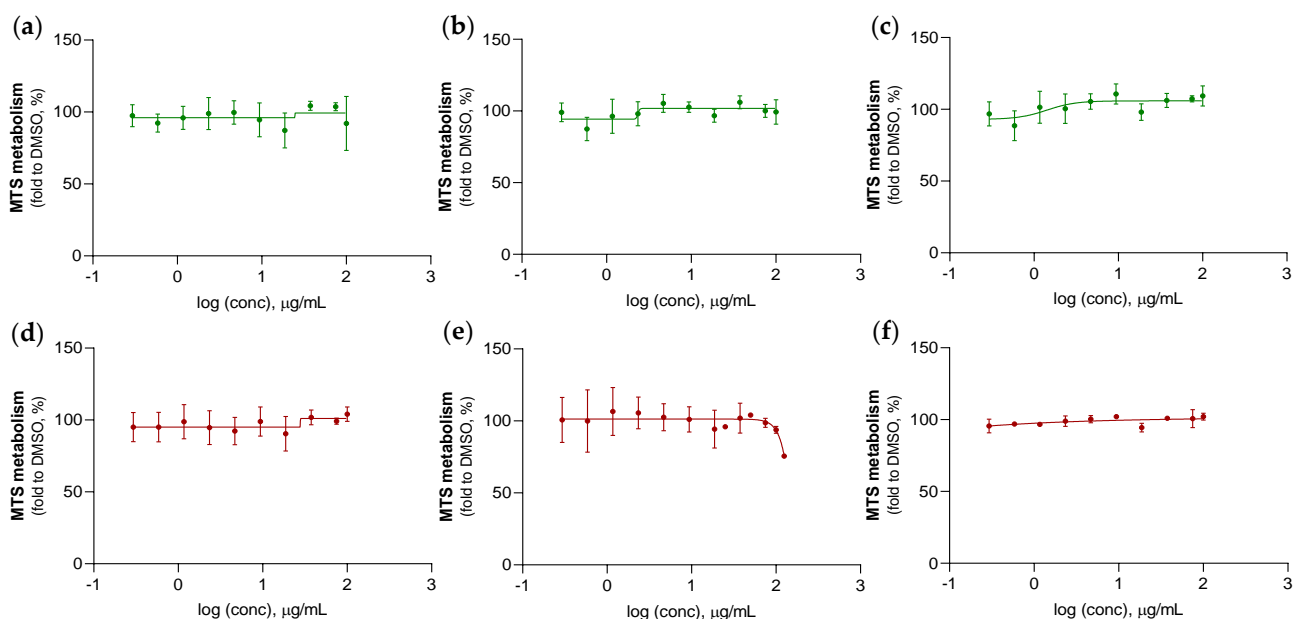 (a)
150
100
50
0
-1
0
1
2
3
MTS metabolism
(fold to DMSO, %)
log (conc), μg/mL
(b)
150
100
50
0
-1
0
1
2
3
MTS metabolism
(fold to DMSO, %)
log (conc), μg/mL
(c)
150
100
50
0
-1
0
1
2
3
MTS metabolism
(fold to DMSO, %)
log (conc), μg/mL
(d)
150
100
50
0
-1
0
1
2
3
MTS metabolism
(fold to DMSO, %)
log (conc), μg/mL
(e)
150
100
50
0
-1
0
1
2
3
MTS metabolism
(fold to DMSO, %)
log (conc), μg/mL
(f)
150
100
50
0
-1
0
1
2
3
MTS metabolism
(fold to DMSO, %)
log (conc), μg/mL